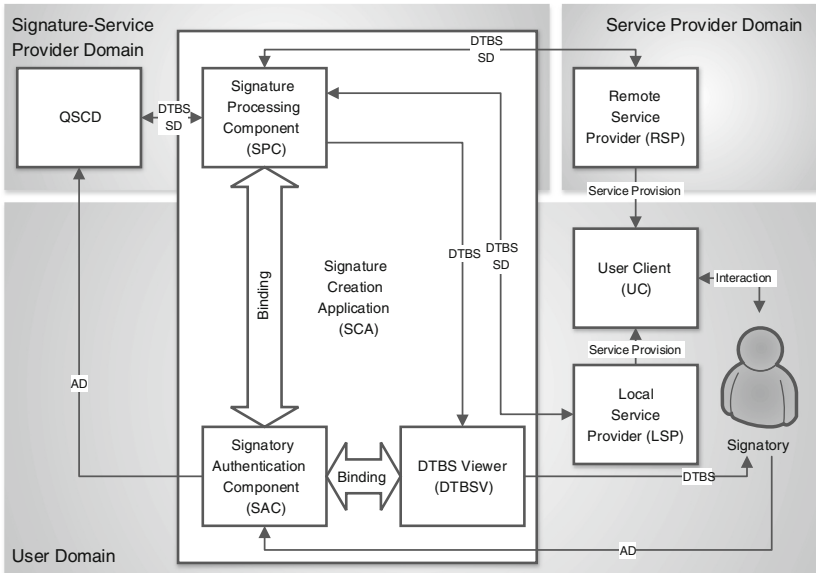 Signature-Service
Provider Domain
Service Provider Domain
DTBS
SD
QSCD
DTBS
SD
Signature
Processing
Component
(SPC)
Remote
Service
Provider (RSP)
Service Provision
DTBS
DTBS
SD
User Client
(UC)
Interaction
Binding
Signature
Creation
Application
(SCA)
Service Provision
AD
Local
Service
Provider (LSP)
Signatory
Signatory
Authentication
Component
(SAC)
Binding
DTBS Viewer
(DTBSV)
DTBS
AD
User Domain